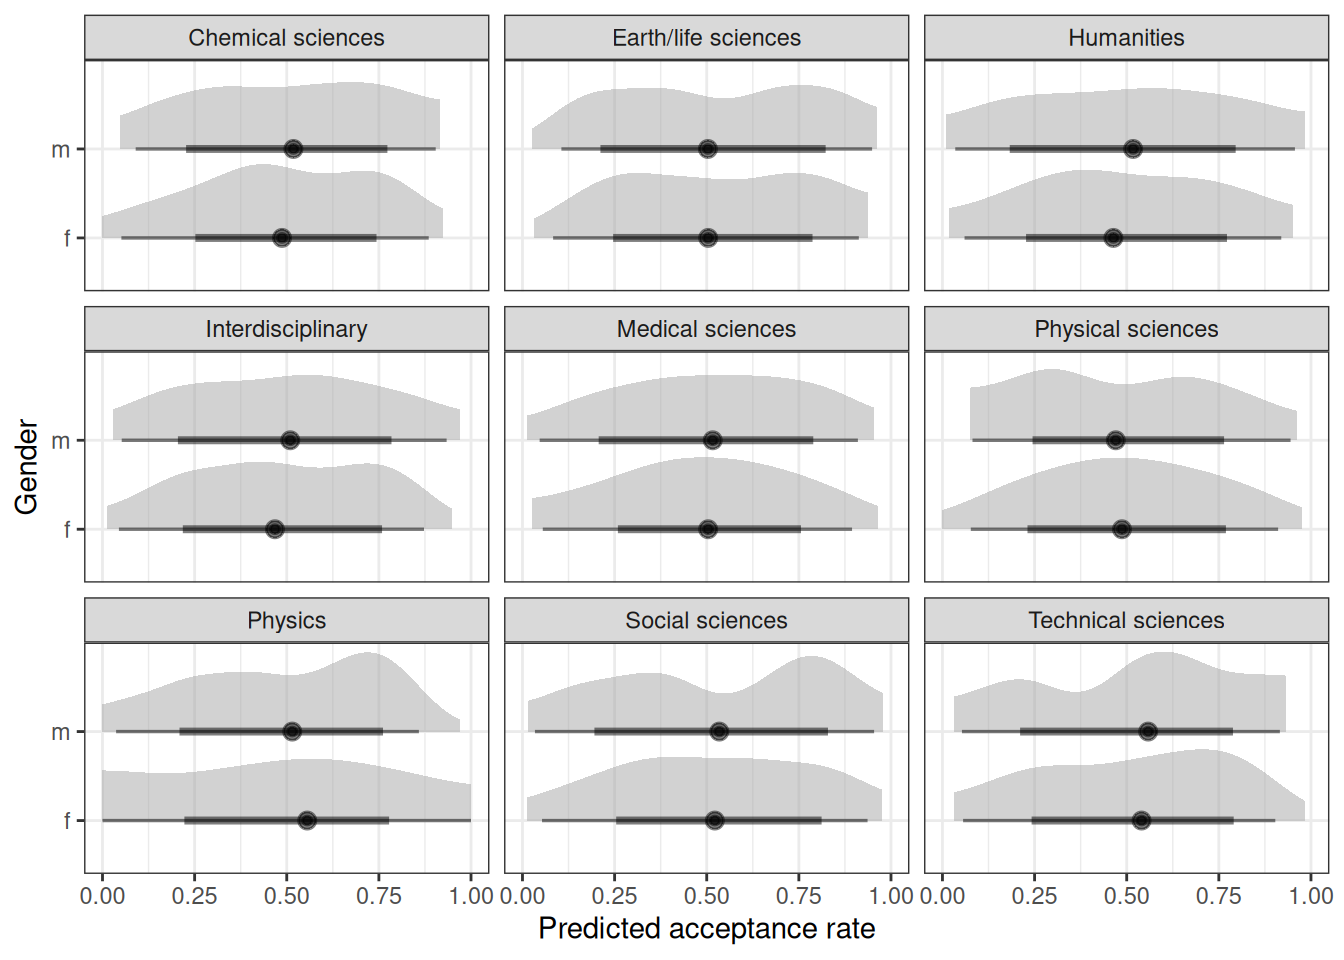 Chemical sciences
Earth/life sciences
Humanities
m
f
Interdisciplinary
Medical sciences
Physical sciences
m
f
Physics
Social sciences
Technical sciences
m
f
0.00 0.25 0.50 0.75 1.00
0.00 0.25 0.50 0.75 1.00
0.00 0.25 0.50 0.75 1.00
Predicted acceptance rate
Gender